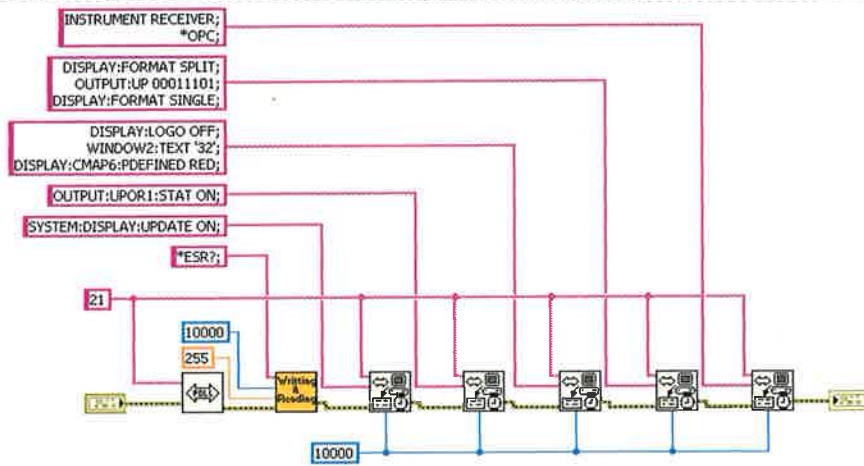 INSTRUMENT RECEIVER;
*OPC;
DISPLAY:FORMAT SPLIT;
OUTPUT:UP 00011101;
DISPLAY:FORMAT SINGLE;
DISPLAY:LOGO OFF;
WINDOW2:TEXT '32';
DISPLAY:CMAP6:PDEFINED RED;
OUTPUT:UPOR1:STAT ON;
SYSTEM:DISPLAY:UPDATE ON;
*ESR?;
21
10000
255
Writting
&
Reading
10000